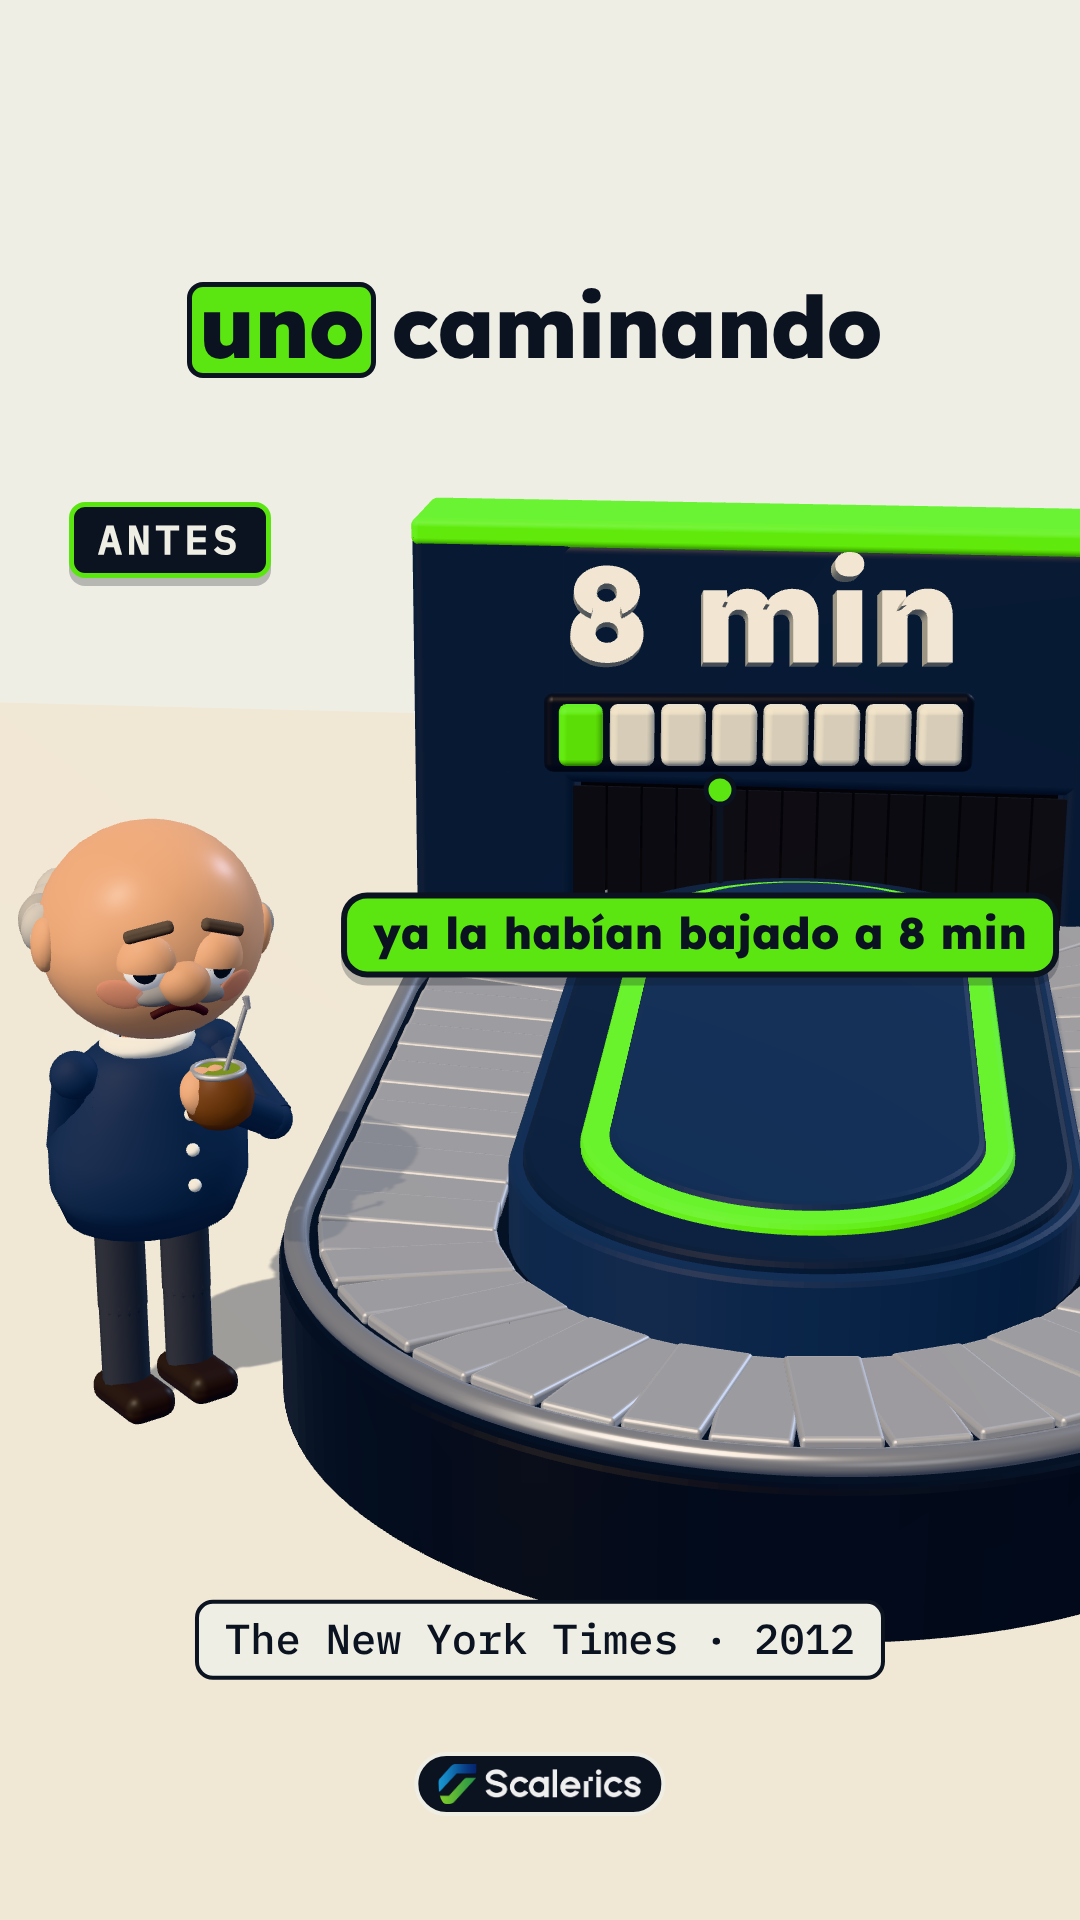 uno caminando
ANTES
8 min
ya la habían bajado a 8 min
The New York Times · 2012
Scalerics